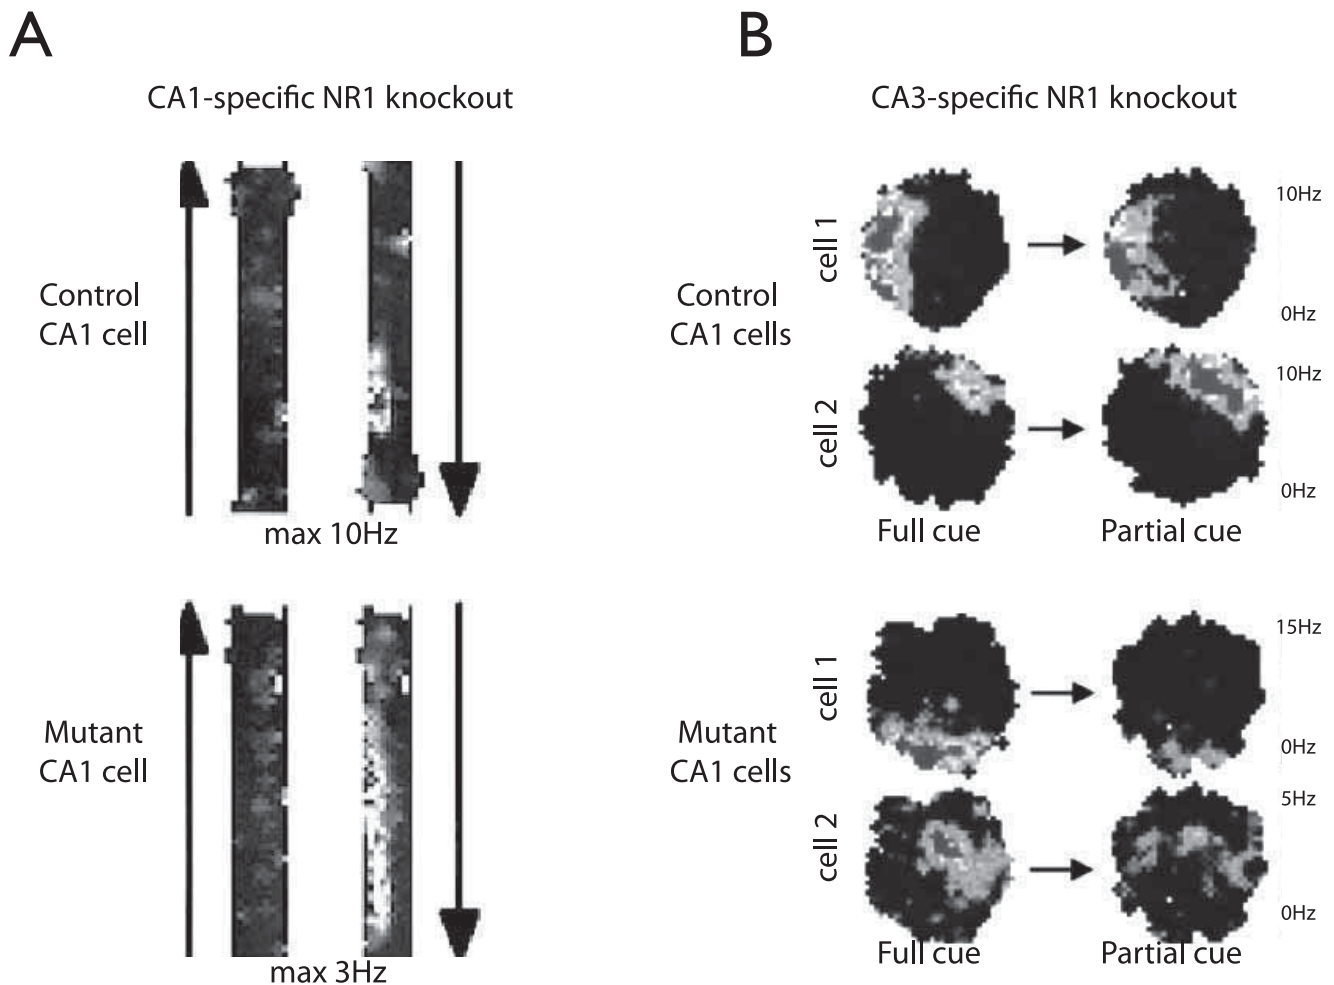 A
CA1-specific NR1 knockout
Control
CA1 cell
max 10Hz
Mutant
CA1 cell
max 3Hz
B
CA3-specific NR1 knockout
Control
CA1 cells
cell 1
10Hz
0Hz
cell 2
10Hz
0Hz
Full cue
Partial cue
Mutant
CA1 cells
cell 1
15Hz
0Hz
cell 2
5Hz
0Hz
Full cue
Partial cue